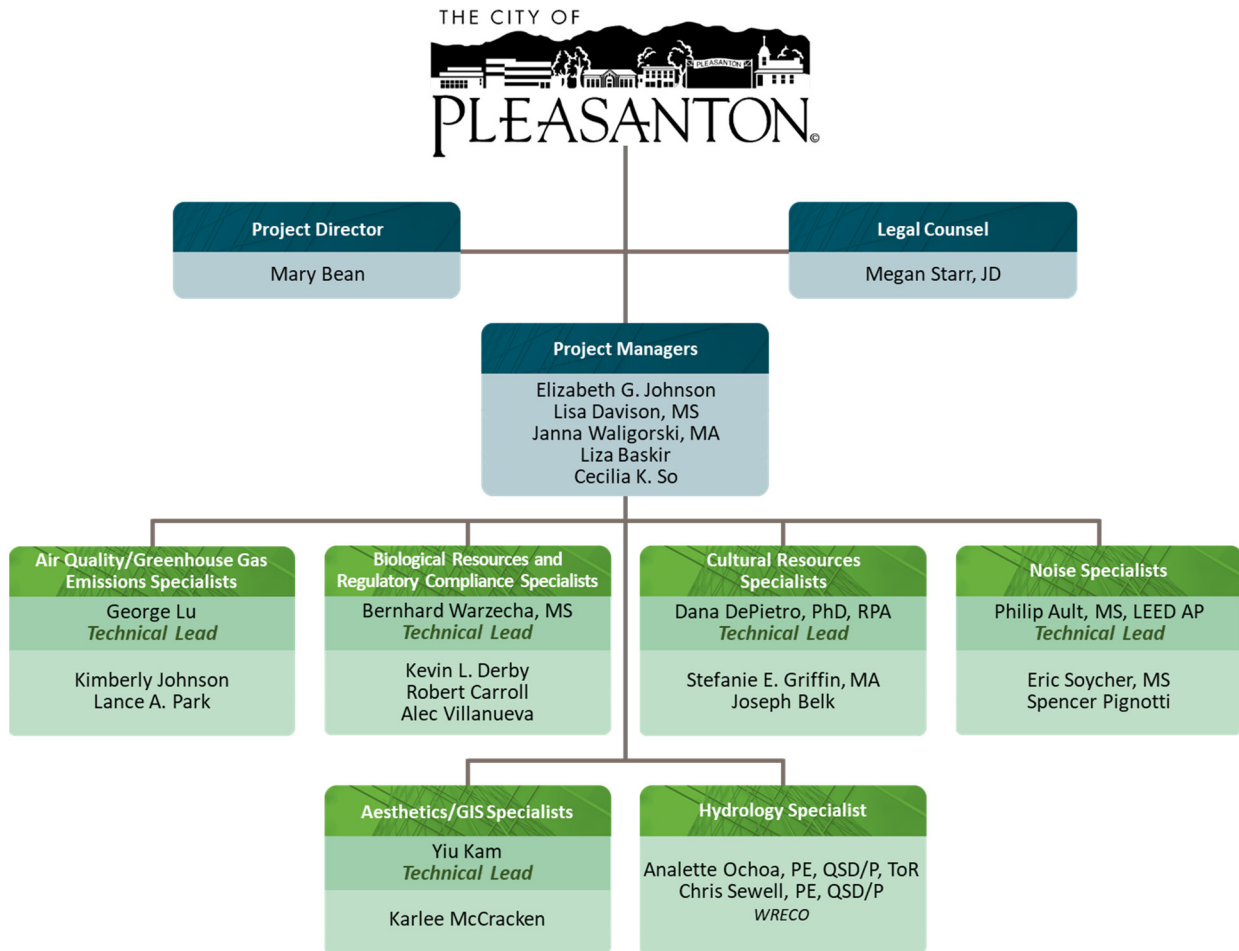 THE CITY OF
PLEASANTON
PLEASANTON©
Project Director
Mary Bean
Legal Counsel
Megan Starr, JD
Project Managers
Elizabeth G. Johnson
Lisa Davison, MS
Janna Waligorski, MA
Liza Baskir
Cecilia K. So
Air Quality/Greenhouse Gas
Emissions Specialists
George Lu
Technical Lead
Kimberly Johnson
Lance A. Park
Biological Resources and
Regulatory Compliance Specialists
Bernhard Warzecha, MS
Technical Lead
Kevin L. Derby
Robert Carroll
Alec Villanueva
Cultural Resources
Specialists
Dana DePietro, PhD, RPA
Technical Lead
Stefanie E. Griffin, MA
Joseph Belk
Noise Specialists
Philip Ault, MS, LEED AP
Technical Lead
Eric Soycher, MS
Spencer Pignotti
Aesthetics/GIS Specialists
Yiu Kam
Technical Lead
Karlee McCracken
Hydrology Specialist
Analette Ochoa, PE, QSD/P, ToR
Chris Sewell, PE, QSD/P
WRECO